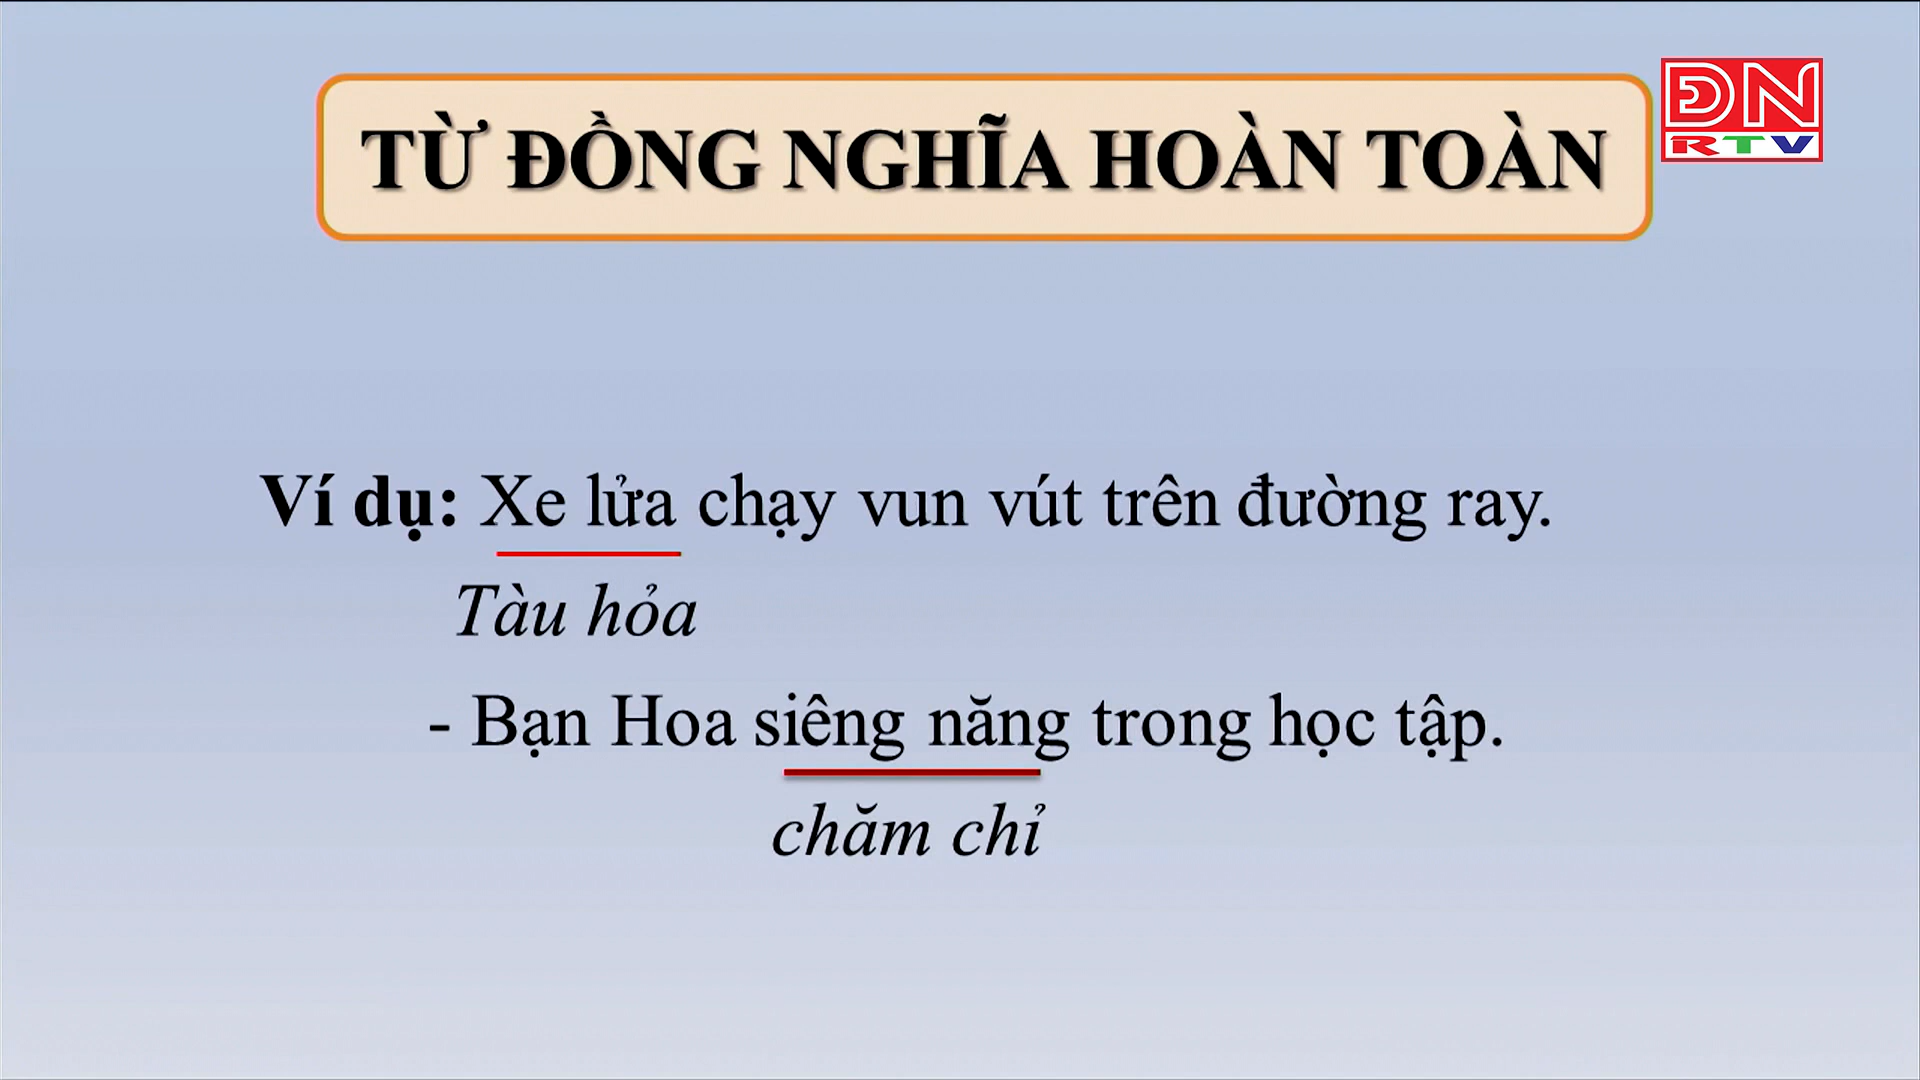 TỪ ĐỒNG NGHĨA HOÀN TOÀN
ĐN
RTV
Ví dụ: Xe lửa chạy vun vút trên đường ray.
Tàu hỏa
- Bạn Hoa siêng năng trong học tập.
chăm chỉ